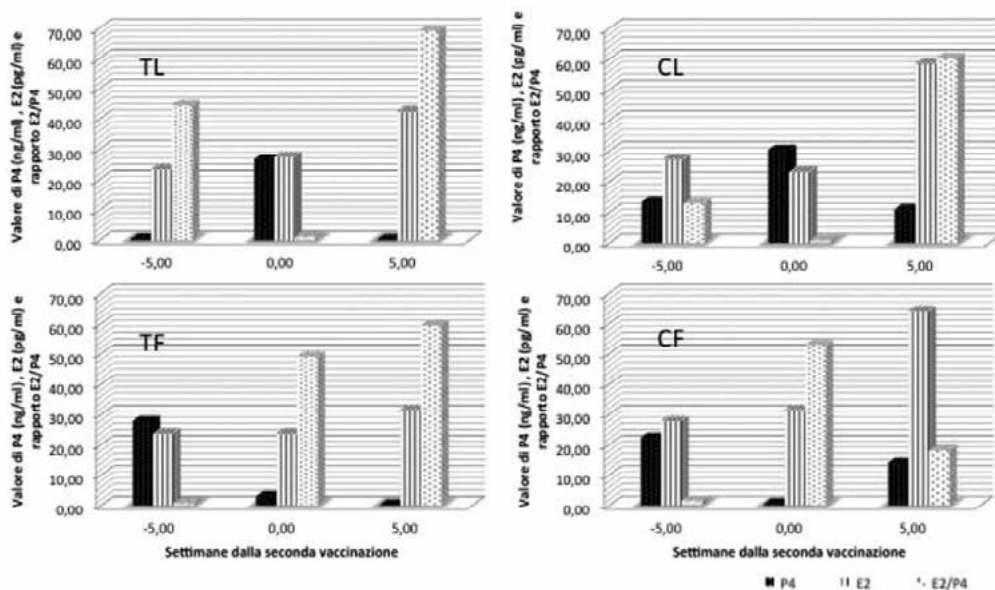 Valore di P4 (ng/ml) , E2 (pg/ml) e
rapporto E2/P4
70,00
60,00
50,00
40,00
30,00
20,00
10,00
0,00
TL
-5,00 0,00 5,00
Valore di P4 (ng/ml) , E2 (pg/ml) e
rapporto E2/P4
70,00
60,00
50,00
40,00
30,00
20,00
10,00
0,00
CL
-5,00 0,00 5,00
Valore di P4 (ng/ml) , E2 (pg/ml) e
rapporto E2/P4
70,00
60,00
50,00
40,00
30,00
20,00
10,00
0,00
TF
-5,00 0,00 5,00
Settimane dalla seconda vaccinazione
Valore di P4 (ng/ml) , E2 (pg/ml) e
rapporto E2/P4
70,00
60,00
50,00
40,00
30,00
20,00
10,00
0,00
CF
-5,00 0,00 5,00
Settimane dalla seconda vaccinazione
P4 E2 E2/P4